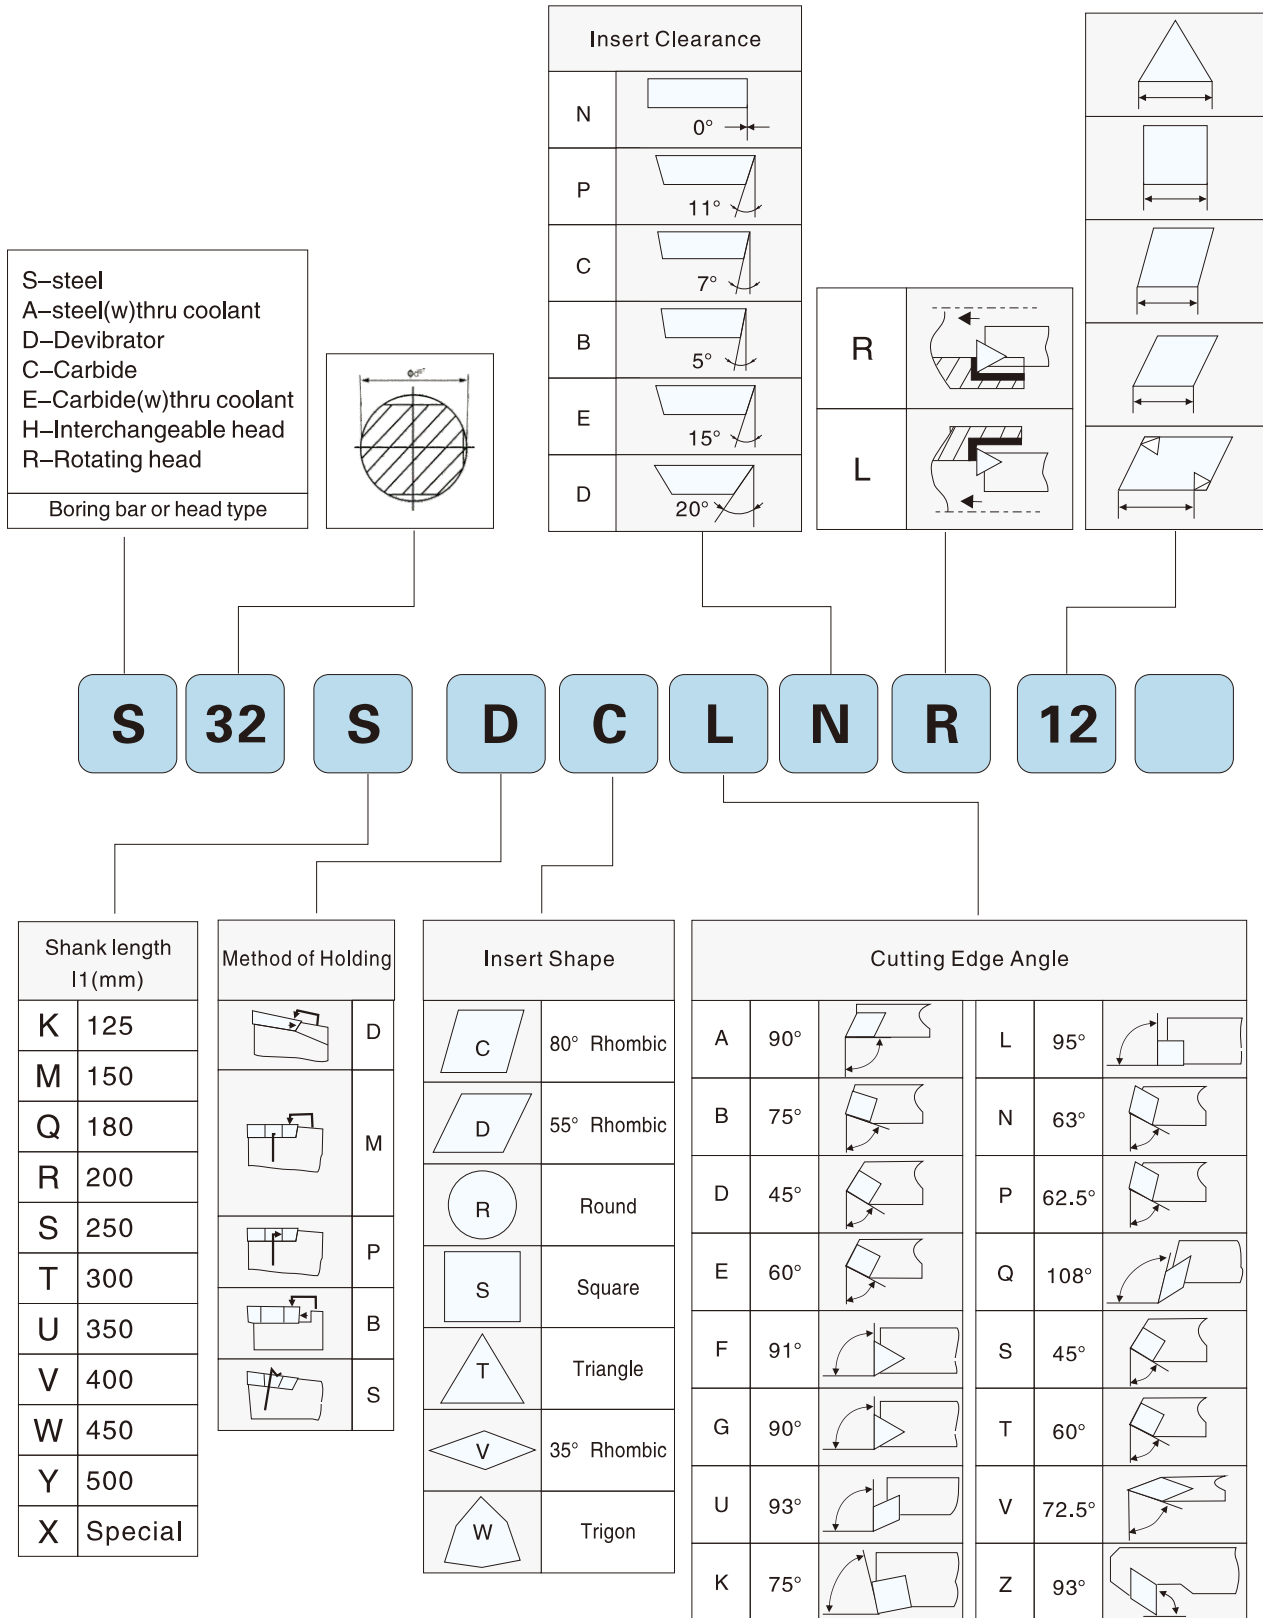 Insert Clearance
N
0°
P
11°
C
7°
B
5°
E
15°
D
20°
S–steel
A–steel(w)thru coolant
D–Devibrator
C–Carbide
E–Carbide(w)thru coolant
H–Interchangeable head
R–Rotating head
Boring bar or head type
R
L
S 32 S D C L N R 12
Shank length
l1(mm)
K 125
M 150
Q 180
R 200
S 250
T 300
U 350
V 400
W 450
Y 500
X Special
Method of Holding
D
M
P
B
S
Insert Shape
C 80° Rhombic
D 55° Rhombic
R Round
S Square
T Triangle
V 35° Rhombic
W Trigon
Cutting Edge Angle
A 90° L 95°
B 75° N 63°
D 45° P 62.5°
E 60° Q 108°
F 91° S 45°
G 90° T 60°
U 93° V 72.5°
K 75° Z 93°